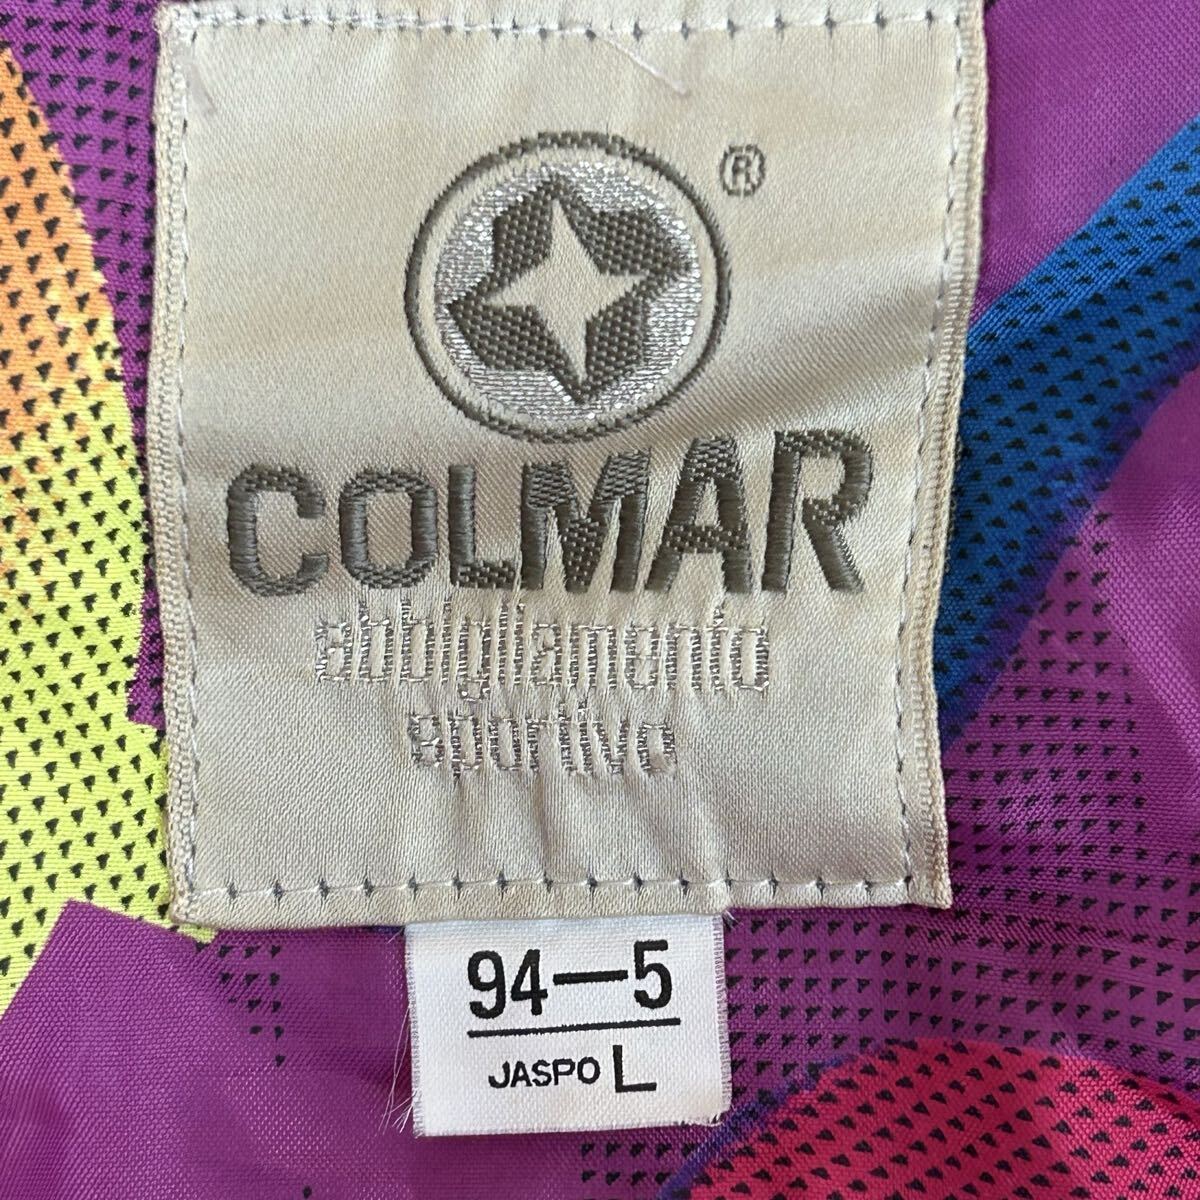 ®
COLMAR
abbigliamento
sportivo
94—5
JASPO L